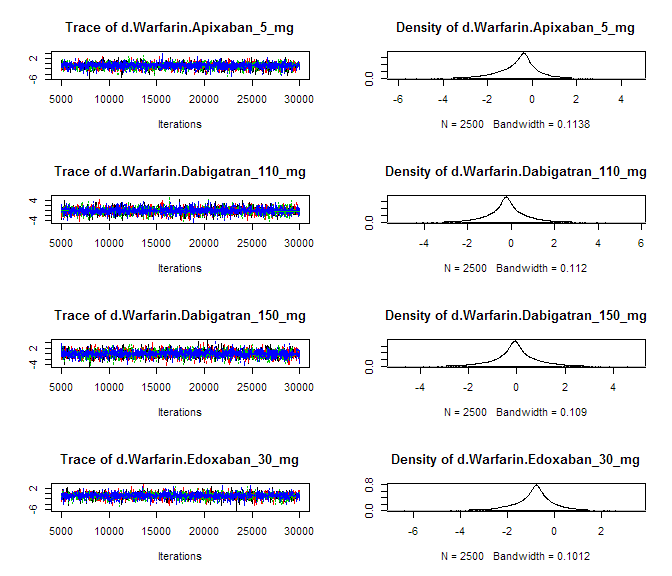 Trace of d.Warfarin.Apixaban_5_mg
-6 2
5000 10000 15000 20000 25000 30000
Iterations
Density of d.Warfarin.Apixaban_5_mg
0.0
-6 -4 -2 0 2 4
N = 2500 Bandwidth = 0.1138
Trace of d.Warfarin.Dabigatran_110_mg
-4 4
5000 10000 15000 20000 25000 30000
Iterations
Density of d.Warfarin.Dabigatran_110_mg
0.0
-4 -2 0 2 4 6
N = 2500 Bandwidth = 0.112
Trace of d.Warfarin.Dabigatran_150_mg
-4 2
5000 10000 15000 20000 25000 30000
Iterations
Density of d.Warfarin.Dabigatran_150_mg
0.0
-4 -2 0 2 4
N = 2500 Bandwidth = 0.109
Trace of d.Warfarin.Edoxaban_30_mg
-6 2
5000 10000 15000 20000 25000 30000
Iterations
Density of d.Warfarin.Edoxaban_30_mg
0.0 0.8
-6 -4 -2 0 2
N = 2500 Bandwidth = 0.1012